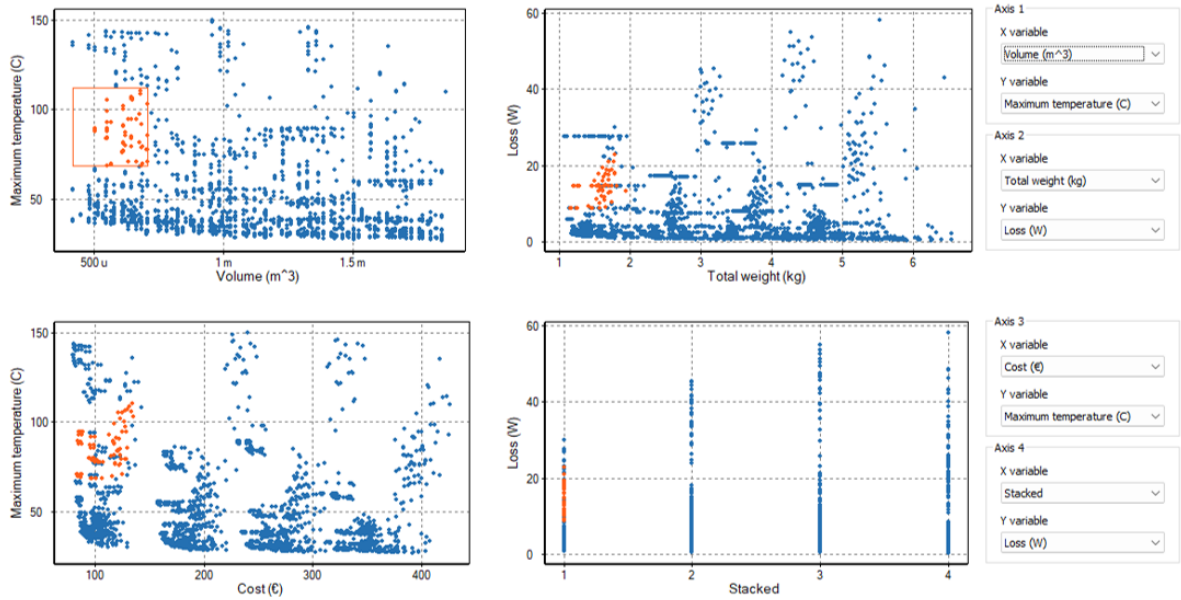 150
100
50
Maximum temperature (C)
500 u
1 m
1.5 m
Volume (m^3)
60
40
20
0
Loss (W)
1
2
3
4
5
6
Total weight (kg)
Axis 1
X variable
Volume (m^3)
Y variable
Maximum temperature (C)
Axis 2
X variable
Total weight (kg)
Y variable
Loss (W)
150
100
50
Maximum temperature (C)
100
200
300
400
Cost (€)
60
40
20
0
Loss (W)
1
2
3
4
Stacked
Axis 3
X variable
Cost (€)
Y variable
Maximum temperature (C)
Axis 4
X variable
Stacked
Y variable
Loss (W)